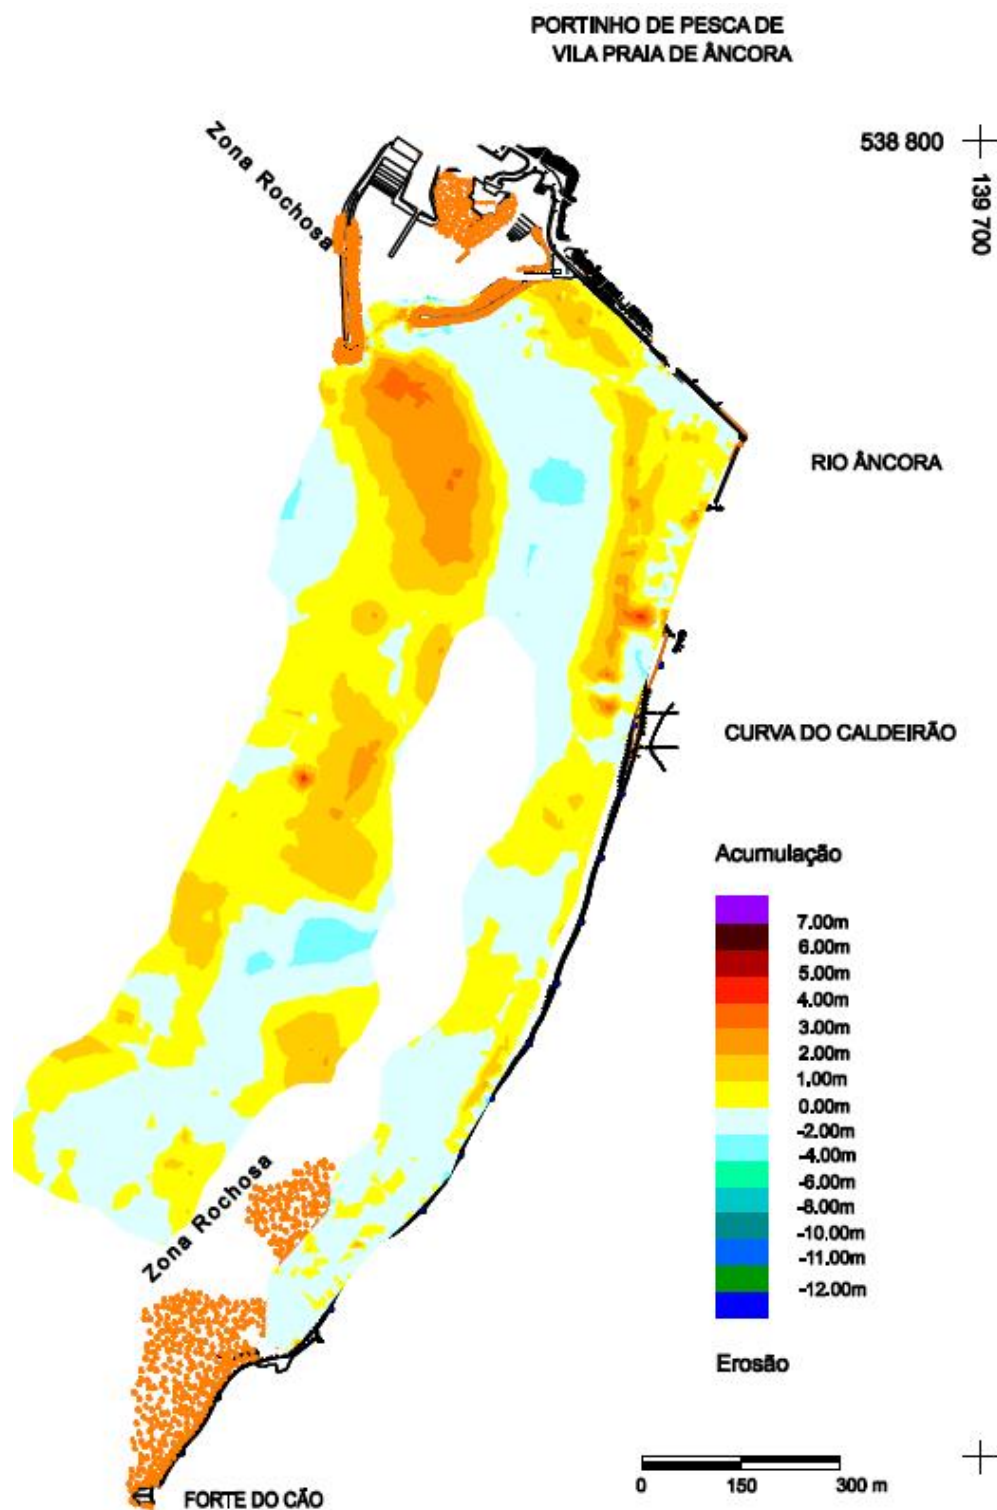 PORTINHO DE PESCA DE
VILA PRAIA DE ÂNCORA
Zona Rochosa
538 800
139 700
RIO ÂNCORA
CURVA DO CALDEIRÃO
Acumulação
7.00m
6.00m
5.00m
4.00m
3.00m
2.00m
1.00m
0.00m
-2.00m
-4.00m
-6.00m
-8.00m
-10.00m
-11.00m
-12.00m
Erosão
Zona Rochosa
0 150 300 m
FORTE DO CÃO